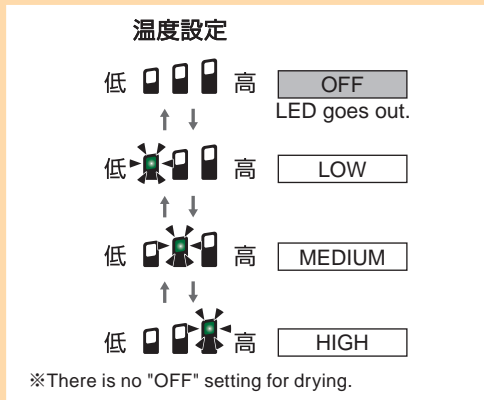 温度設定
低 高 OFF
LED goes out.
低 高 LOW
低 高 MEDIUM
低 高 HIGH
※There is no "OFF" setting for drying.